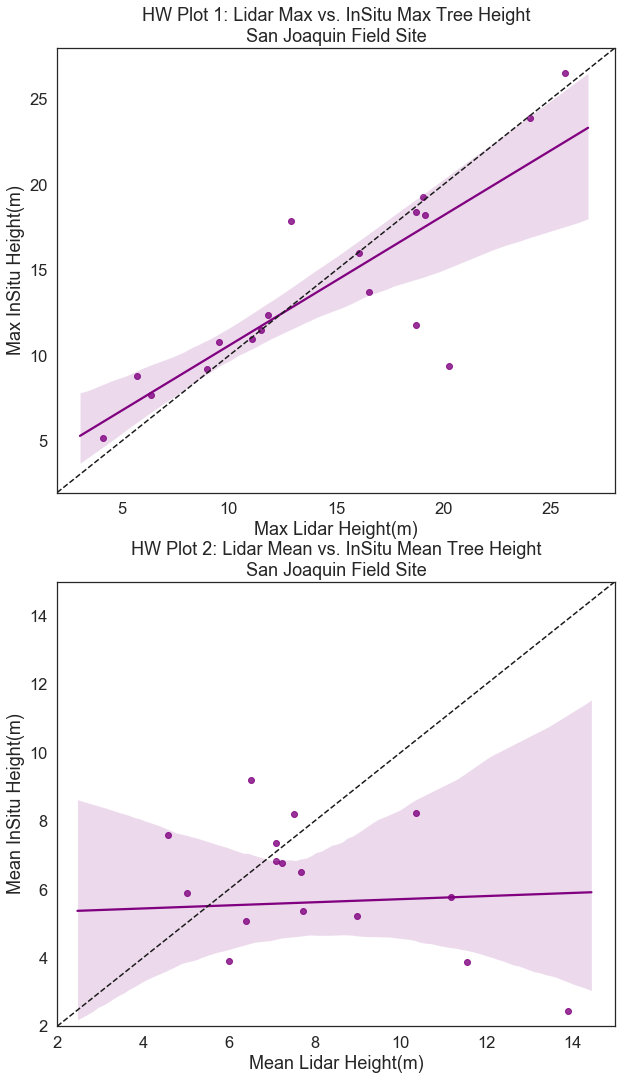 HW Plot 1: Lidar Max vs. InSitu Max Tree Height
San Joaquin Field Site
25
20
15
10
5
Max InSitu Height(m)
5 10 15 20 25
Max Lidar Height(m)
HW Plot 2: Lidar Mean vs. InSitu Mean Tree Height
San Joaquin Field Site
14
12
10
8
6
4
2
Mean InSitu Height(m)
2 4 6 8 10 12 14
Mean Lidar Height(m)